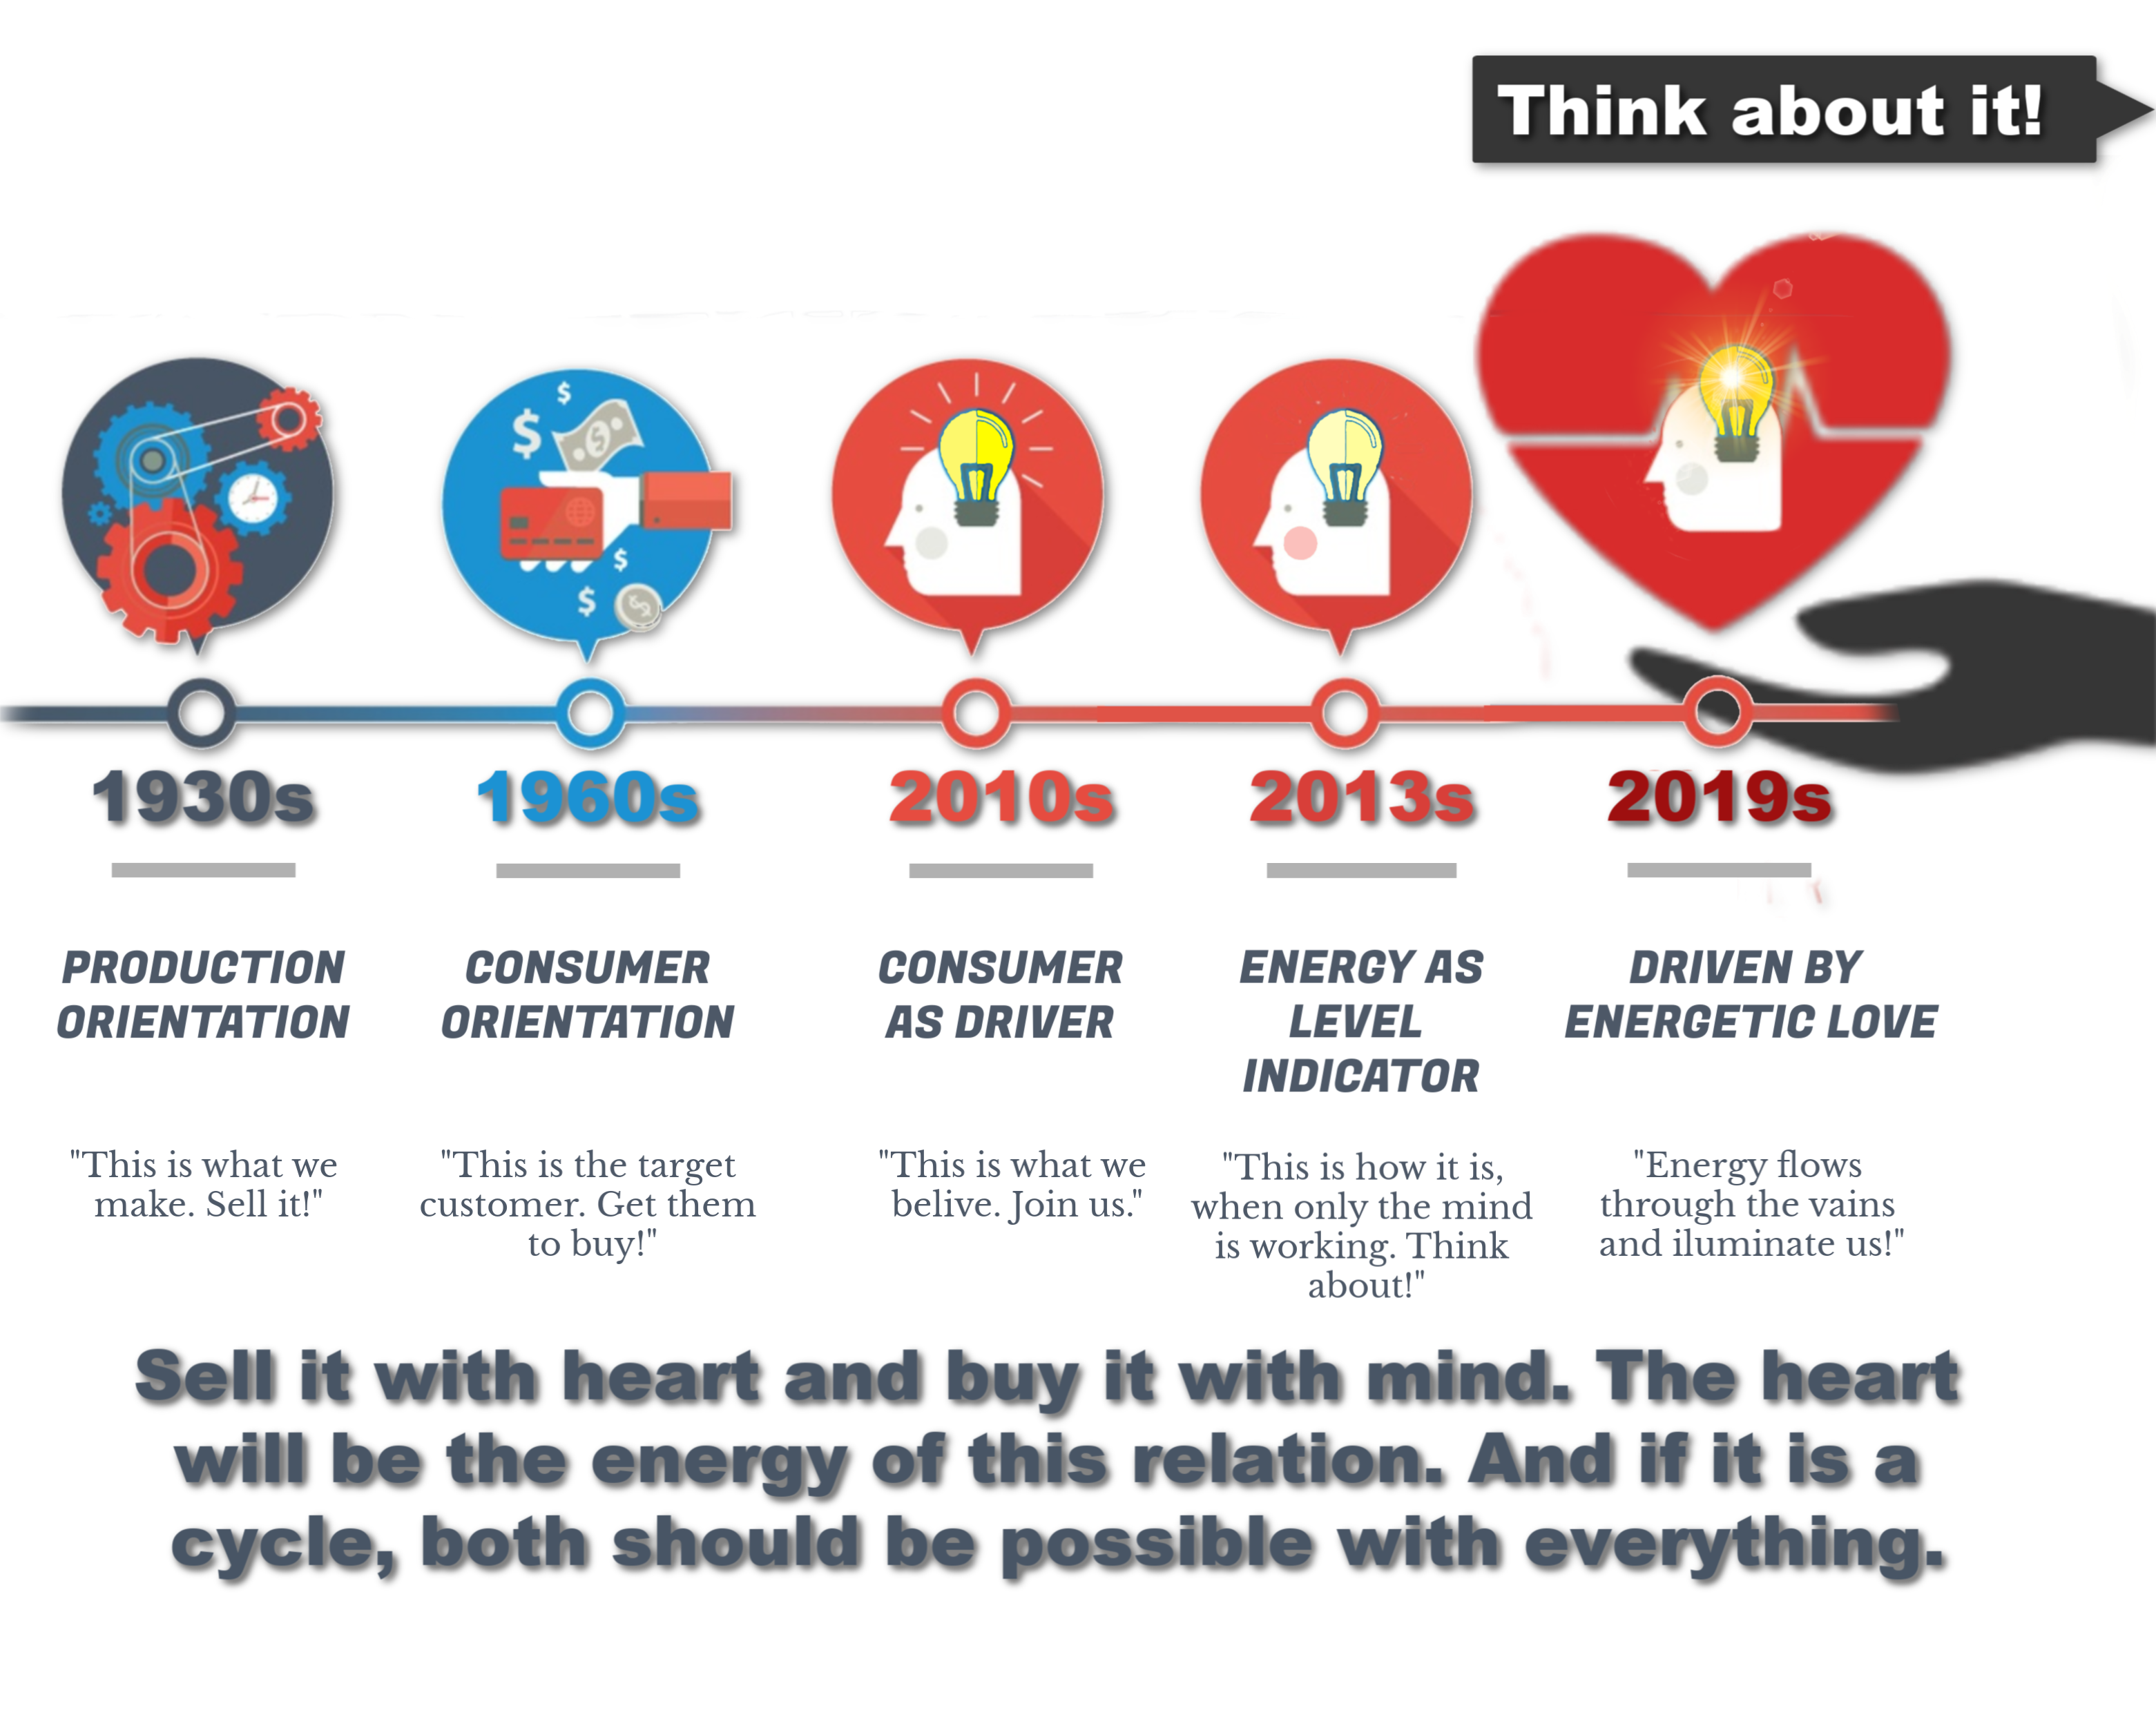 Think about it!
1930s
1960s
2010s
2013s
2019s
PRODUCTION
ORIENTATION
CONSUMER
ORIENTATION
CONSUMER
AS DRIVER
ENERGY AS
LEVEL
INDICATOR
DRIVEN BY
ENERGETIC LOVE
"This is what we
make. Sell it!"
"This is the target
customer. Get them
to buy!"
"This is what we
belive. Join us."
"This is how it is,
when only the mind
is working. Think
about!"
"Energy flows
through the vains
and iluminate us!"
Sell it with heart and buy it with mind. The heart
will be the energy of this relation. And if it is a
cycle, both should be possible with everything.